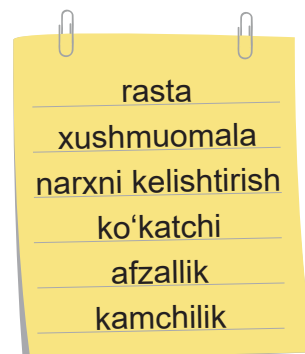 rasta
xushmuomala
narxni kelishtirish
ko‘katchi
afzallik
kamchilik